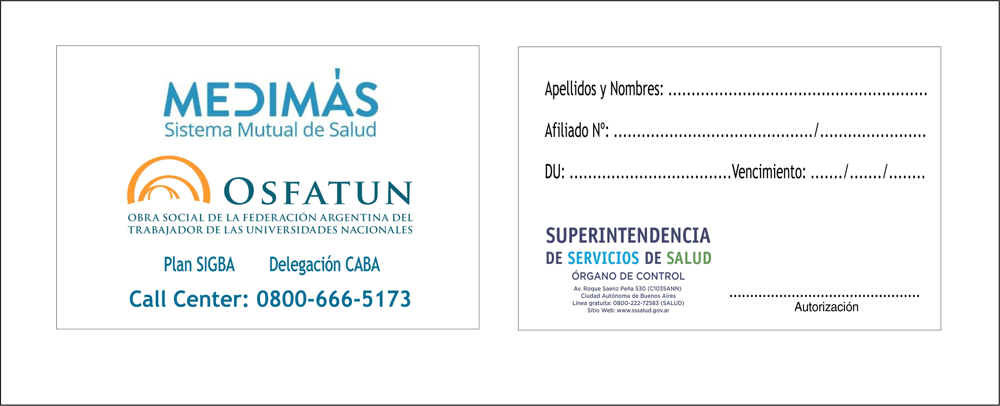 MEDIMÁS
Sistema Mutual de Salud
OSFATUN
OBRA SOCIAL DE LA FEDERACIÓN ARGENTINA DEL
TRABAJADOR DE LAS UNIVERSIDADES NACIONALES
Plan SIGBA Delegación CABA
Call Center: 0800-666-5173
Apellidos y Nombres: ........................................................
Afiliado Nº: .........................................../.......................
DU: ...................................Vencimiento: ......./......./........
SUPERINTENDENCIA
DE SERVICIOS DE SALUD
ÓRGANO DE CONTROL
Av. Roque Saenz Peña 530 (C1035ANN)
Ciudad Autónoma de Buenos Aires
Línea gratuita: 0800-222-72583 (SALUD)
Sitio Web: www.sssalud.gov.ar
.............................................
Autorización